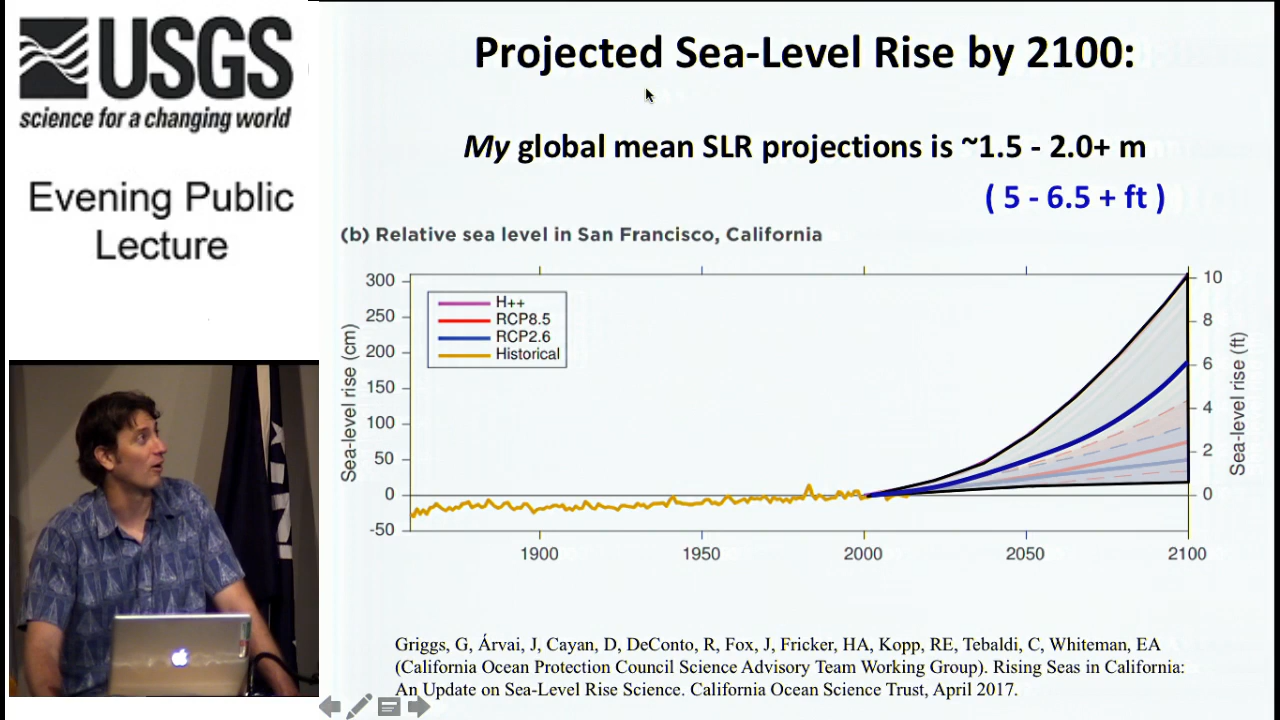 USGS
science for a changing world
Evening Public
Lecture
Projected Sea-Level Rise by 2100:
My global mean SLR projections is ~1.5 - 2.0+ m
( 5 - 6.5 + ft )
(b) Relative sea level in San Francisco, California
Sea-level rise (cm)
300
250
200
150
100
50
0
-50
H++
RCP8.5
RCP2.6
Historical
10
8
6
4
2
0
Sea-level rise (ft)
1900
1950
2000
2050
2100
Griggs, G, Árvai, J, Cayan, D, DeConto, R, Fox, J, Fricker, HA, Kopp, RE, Tebaldi, C, Whiteman, EA
(California Ocean Protection Council Science Advisory Team Working Group). Rising Seas in California:
An Update on Sea-Level Rise Science. California Ocean Science Trust, April 2017.